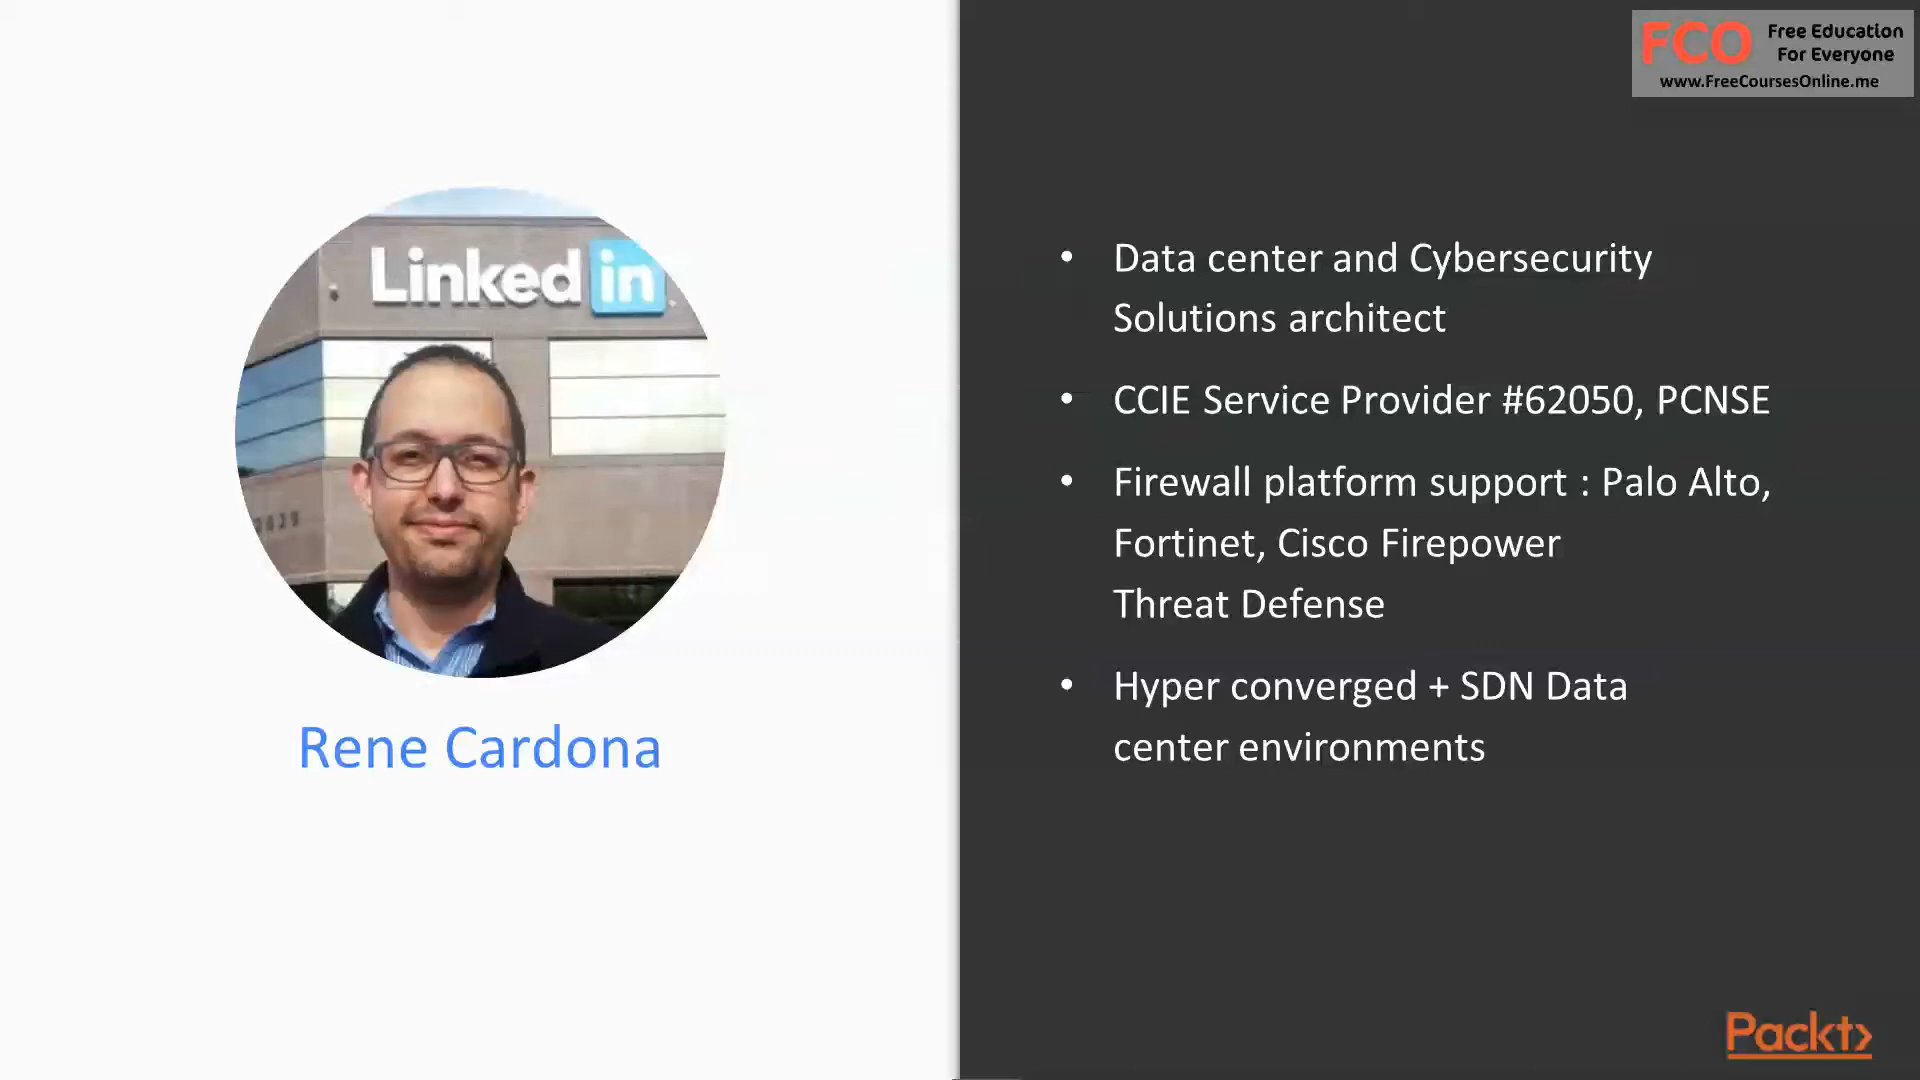 FCO Free Education
For Everyone
www.FreeCoursesOnline.me
Linked in
2029
Rene Cardona
• Data center and Cybersecurity
Solutions architect
• CCIE Service Provider #62050, PCNSE
• Firewall platform support : Palo Alto,
Fortinet, Cisco Firepower
Threat Defense
• Hyper converged + SDN Data
center environments
Packt>